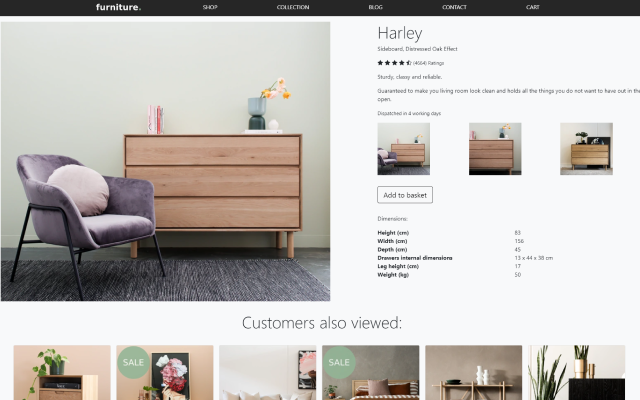 furniture.
SHOP
COLLECTION
BLOG
CONTACT
CART
Harley
Sideboard, Distressed Oak Effect
(4664) Ratings
Sturdy, classy and reliable.
Guaranteed to make you living room look clean and holds all the things you do not want to have out in the
open.
Dispatched in 4 working days
Add to basket
Dimensions:
Height (cm) 83
Width (cm) 156
Depth (cm) 45
Drawers internal dimensions 13 x 44 x 38 cm
Leg height (cm) 17
Weight (kg) 50
Customers also viewed:
SALE
SALE